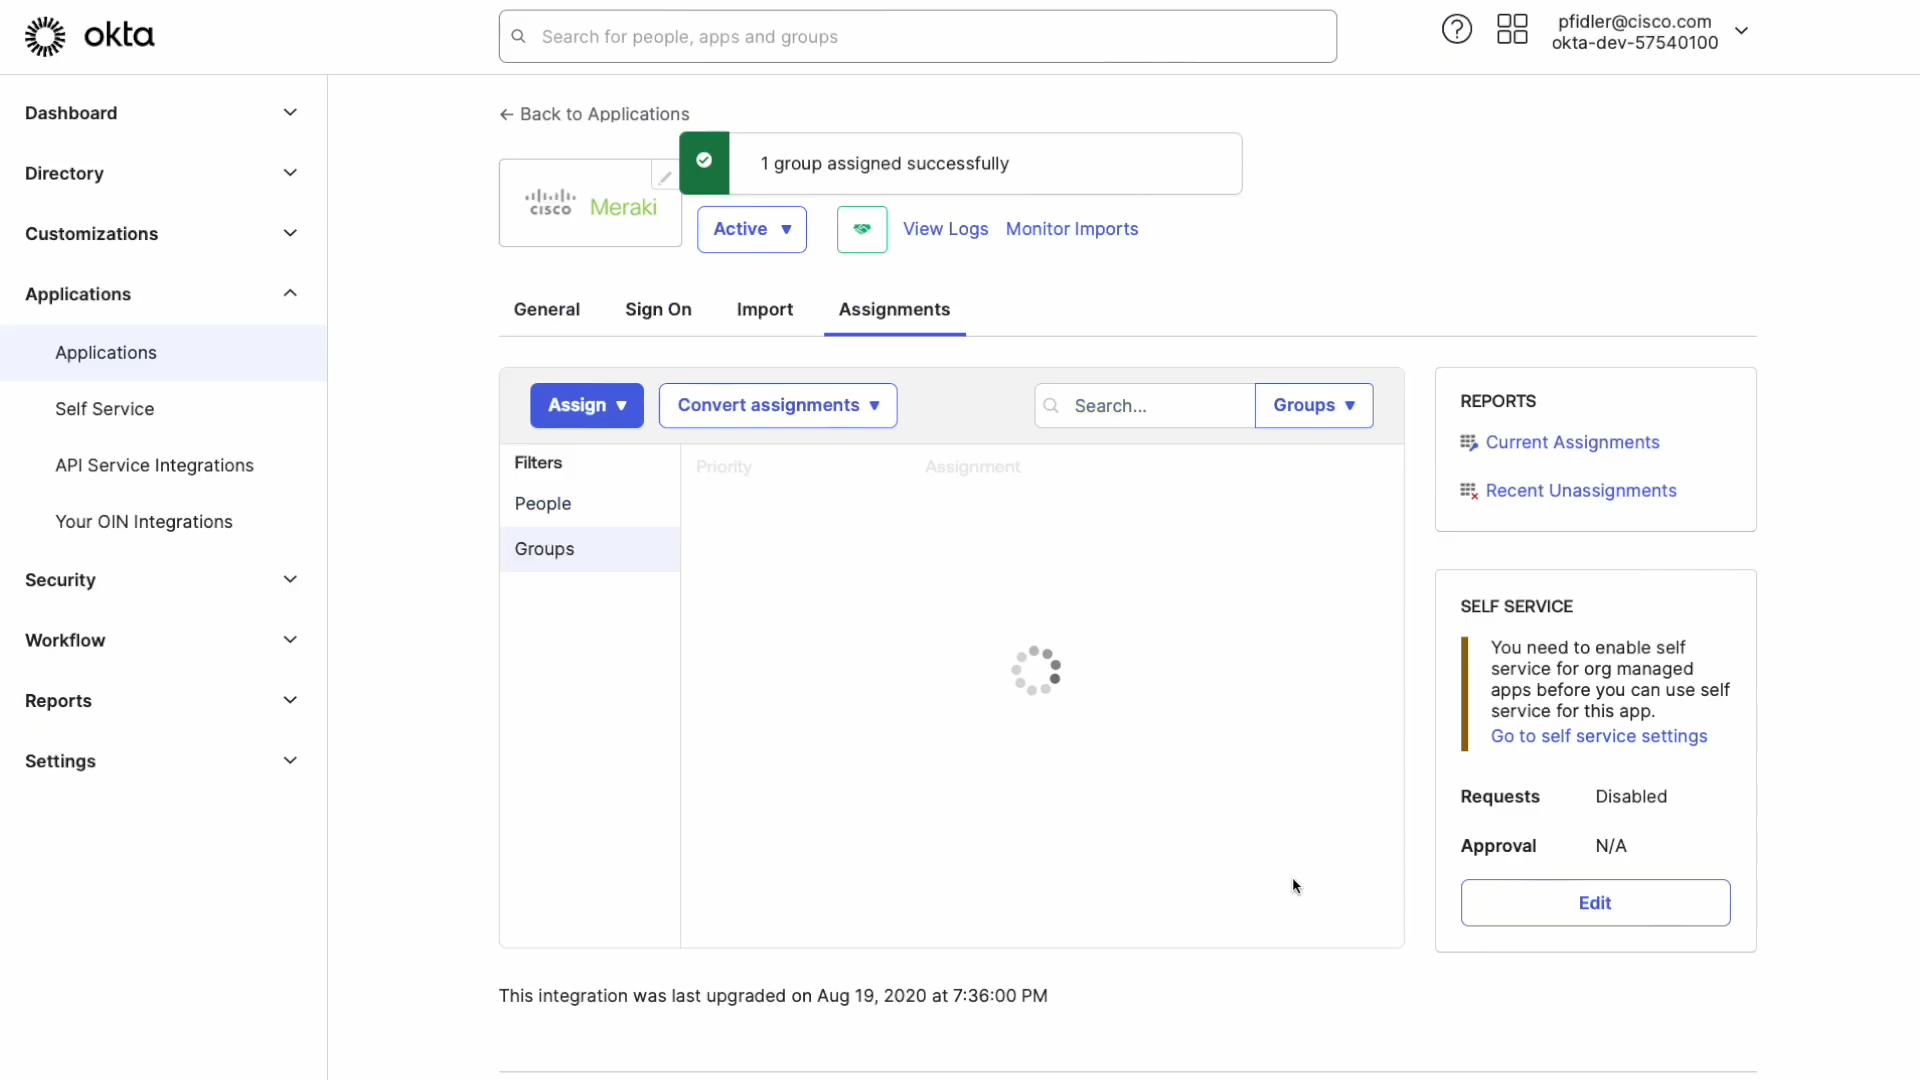 okta
Search for people, apps and groups
pfidler@cisco.com
okta-dev-57540100
Dashboard
Directory
Customizations
Applications
Applications
Self Service
API Service Integrations
Your OIN Integrations
Security
Workflow
Reports
Settings
← Back to Applications
1 group assigned successfully
CISCO Meraki
Active ▼
View Logs
Monitor Imports
General
Sign On
Import
Assignments
Assign ▼
Convert assignments ▼
Search...
Groups ▼
Filters
People
Groups
Priority
Assignment
REPORTS
Current Assignments
Recent Unassignments
SELF SERVICE
You need to enable self
service for org managed
apps before you can use self
service for this app.
Go to self service settings
Requests Disabled
Approval N/A
Edit
This integration was last upgraded on Aug 19, 2020 at 7:36:00 PM